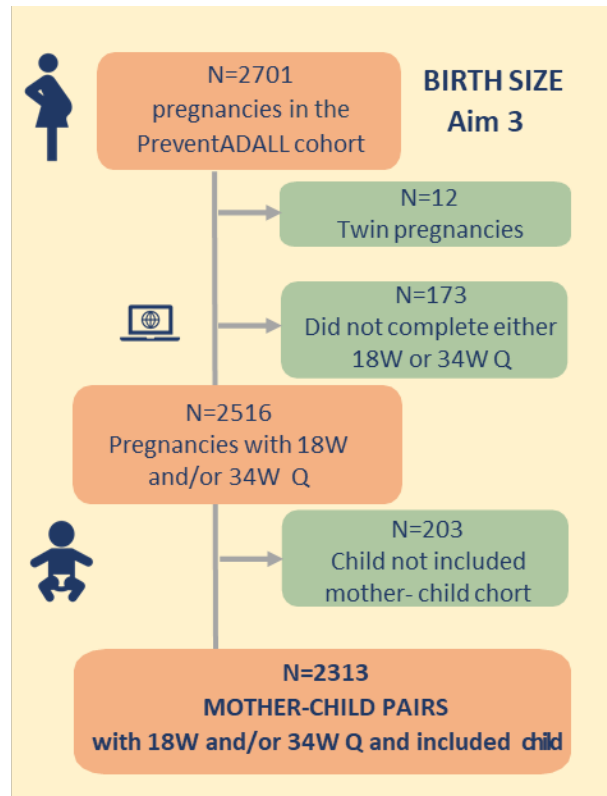 N=2701
pregnancies in the
PreventADALL cohort
BIRTH SIZE
Aim 3
N=12
Twin pregnancies
N=173
Did not complete either
18W or 34W Q
N=2516
Pregnancies with 18W
and/or 34W Q
N=203
Child not included
mother- child chort
N=2313
MOTHER-CHILD PAIRS
with 18W and/or 34W Q and included child